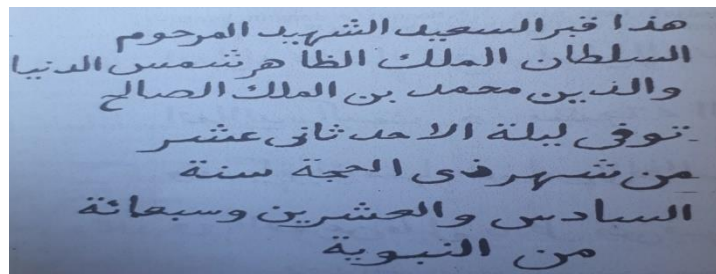 هذا قبر السعيد الشهيد المرحوم
السلطان الملك الظاهر شمس الدنيا
والدين محمد بن الملك الصالح
توفى ليلة الاحد ثانى عشر
من شهر ذى الحجة سنة
السادس والعشرين وسبعمائة
من النبوية